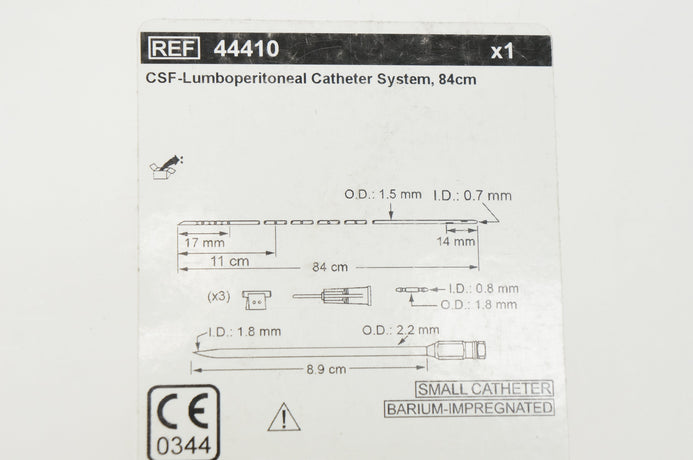 REF 44410 x1
CSF-Lumboperitoneal Catheter System, 84cm
O.D.: 1.5 mm I.D.: 0.7 mm
17 mm 14 mm
11 cm
84 cm
(x3) I.D.: 0.8 mm
O.D.: 1.8 mm
I.D.: 1.8 mm O.D.: 2.2 mm
8.9 cm
SMALL CATHETER
BARIUM-IMPREGNATED
CE
0344